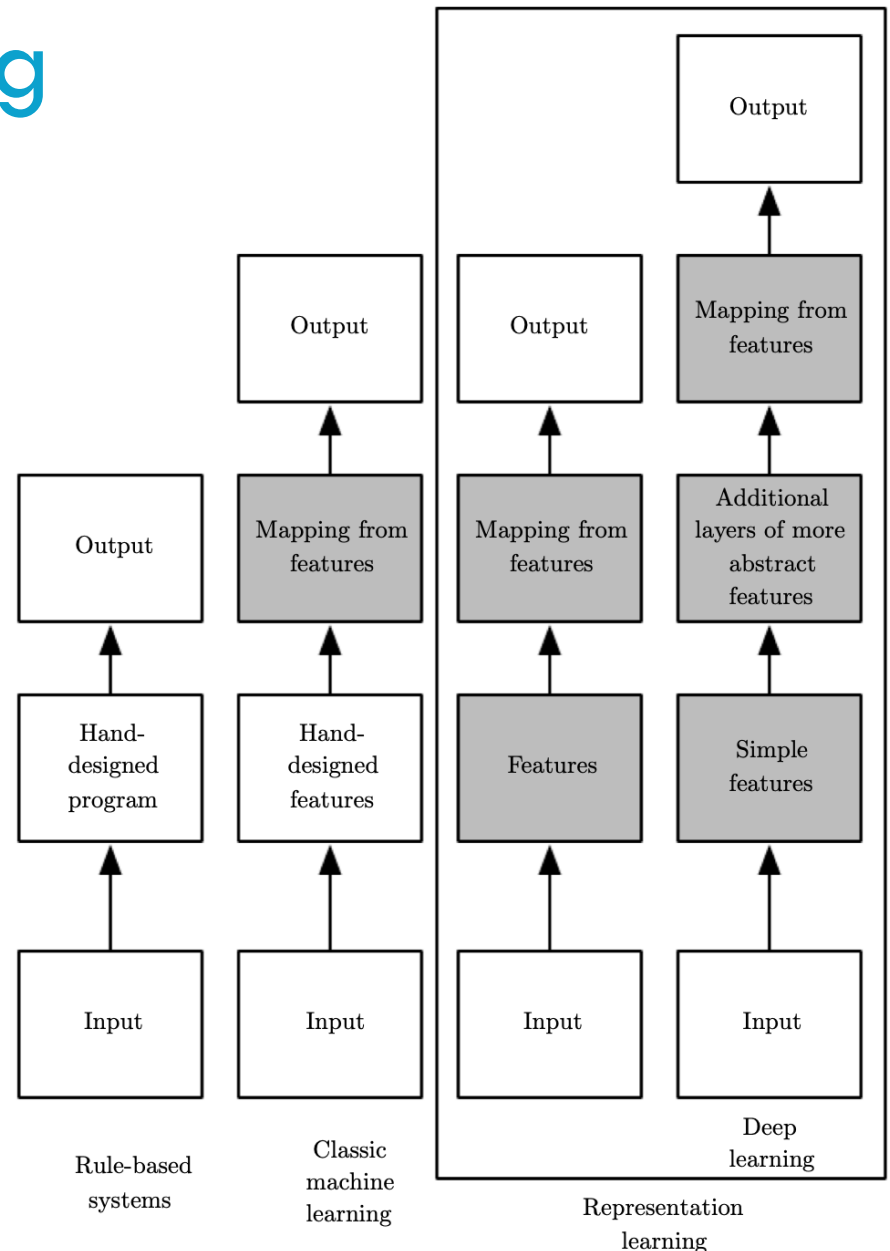 g
Output
Mapping from
features
Additional
layers of more
abstract
features
Simple
features
Input
Deep
learning
Output
Mapping from
features
Features
Input
Representation
learning
Output
Mapping from
features
Hand-
designed
features
Input
Classic
machine
learning
Output
Hand-
designed
program
Input
Rule-based
systems